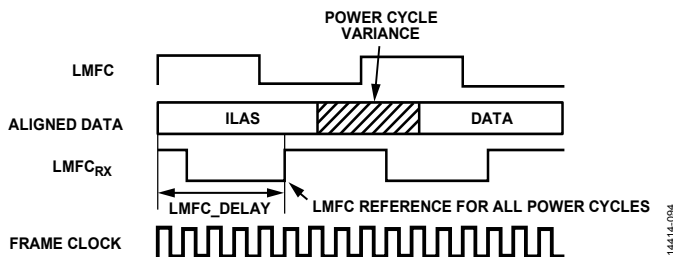 POWER CYCLE
VARIANCE
LMFC
ALIGNED DATA
ILAS
DATA
LMFCRX
LMFC_DELAY
LMFC REFERENCE FOR ALL POWER CYCLES
FRAME CLOCK
14414-094